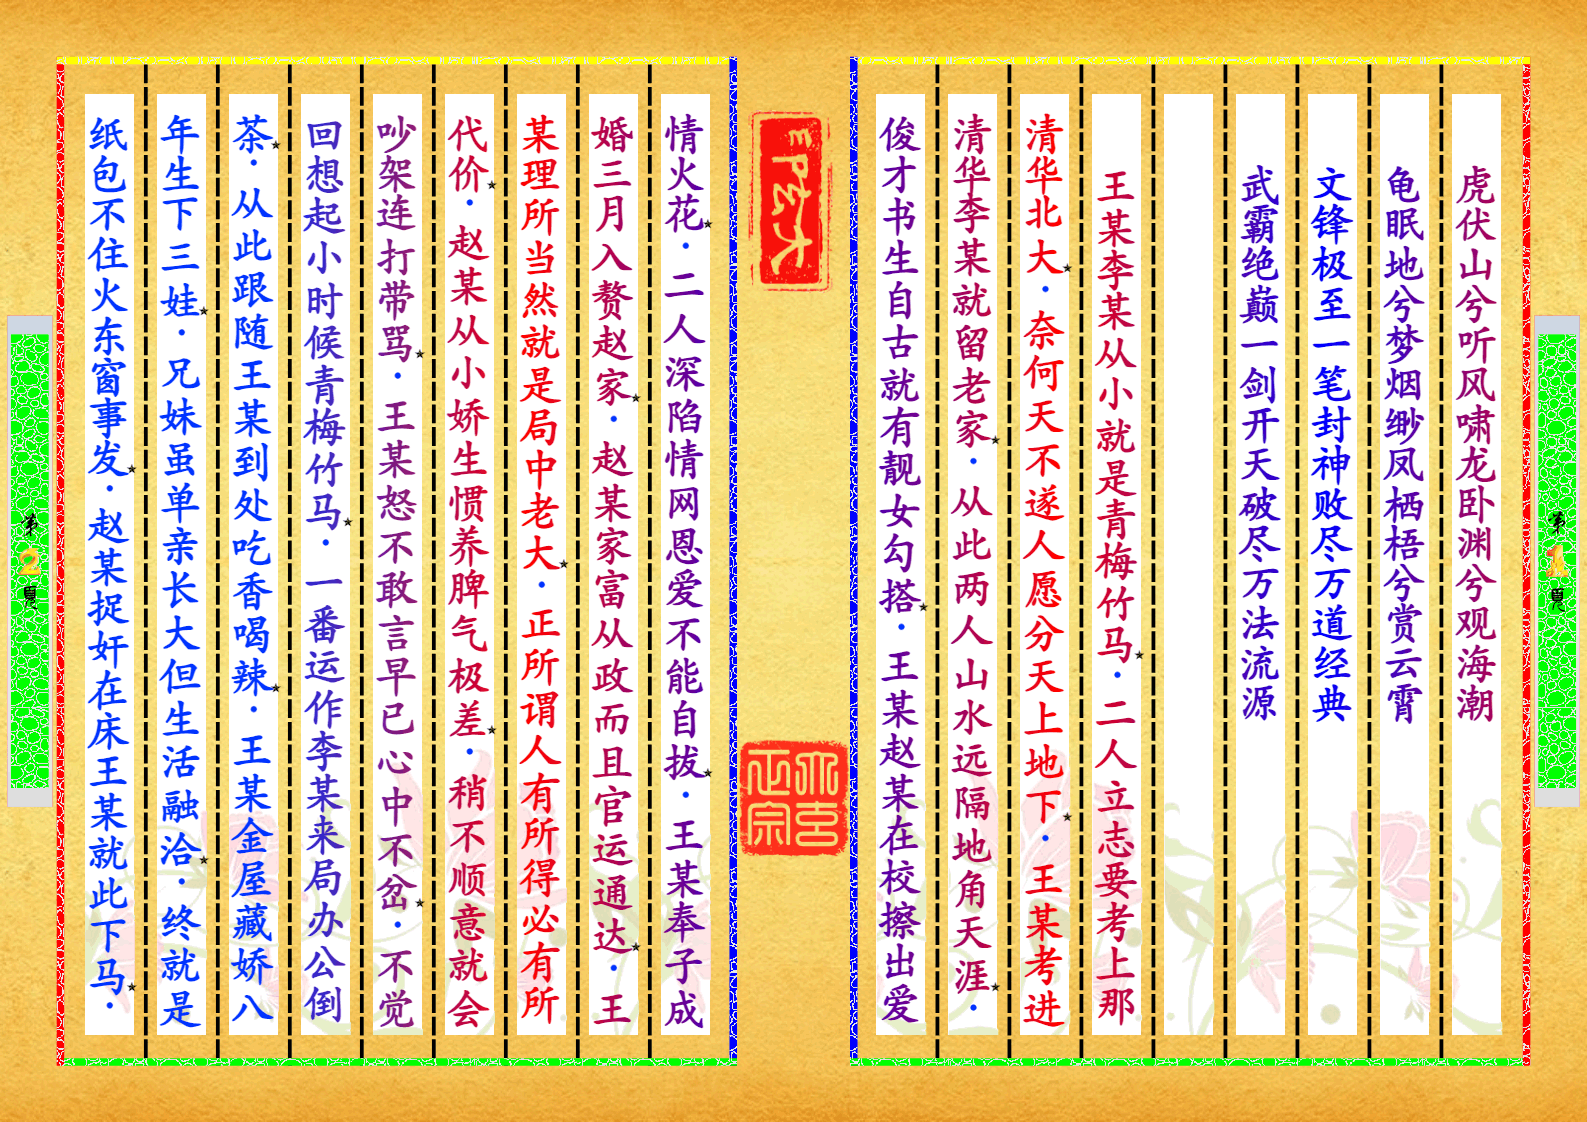 虎伏山兮听风啸龙卧渊兮观海潮
龟眠地兮梦烟缈凤栖梧兮赏云霄
文锋极至一笔封神败尽万道经典
武霸绝巅一剑开天破尽万法流源
王某李某从小就是青梅竹马★·二人立志要考上那
清华北大★·奈何天不遂人愿分天上地下★·王某考进
清华李某就留老家★·从此两人山水远隔地角天涯★·
俊才书生自古就有靓女勾搭★·王某赵某在校擦出爱
第1頁
情火花★·二人深陷情网恩爱不能自拔★·王某奉子成
婚三月入赘赵家★·赵某家富从政而且官运通达★·王
某理所当然就是局中老大★·正所谓人有所得必有所
代价★·赵某从小娇生惯养脾气极差★·稍不顺意就会
吵架连打带骂★·王某怒不敢言早已心中不岔★·不觉
回想起小时候青梅竹马★·一番运作李某来局办公倒
茶★·从此跟随王某到处吃香喝辣★·王某金屋藏娇八
年生下三娃★·兄妹虽单亲长大但生活融洽★·终就是
纸包不住火东窗事发★·赵某捉奸在床王某就此下马★·
第2頁